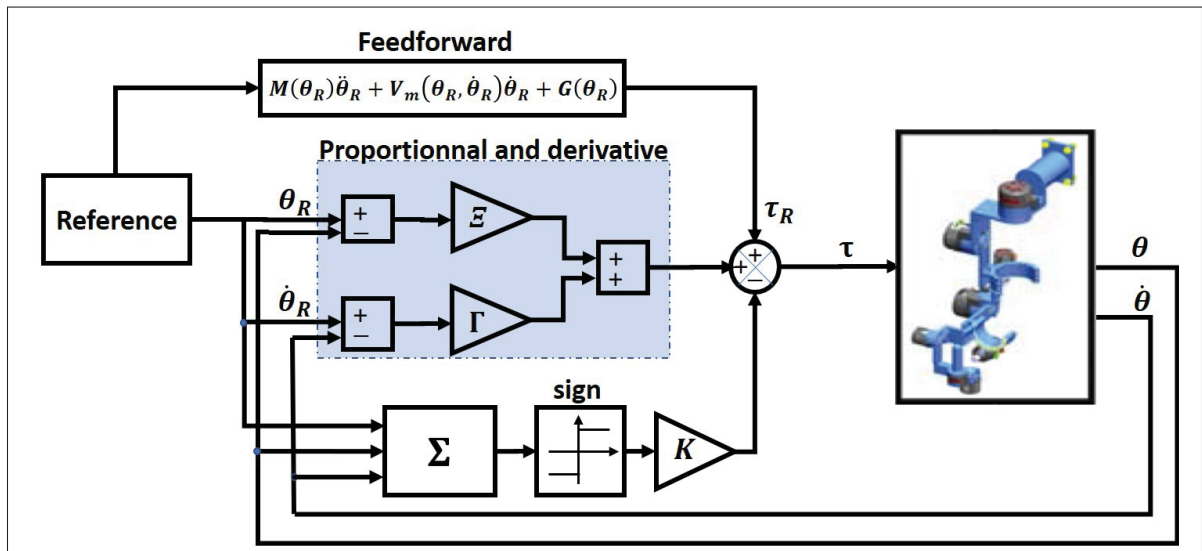 Feedforward
M(θ_R)θ̈_R + V_m(θ_R, θ̇_R)θ̇_R + G(θ_R)
Proportionnal and derivative
Reference
θ_R
+
−
Ξ
τ_R
+
+
+
+
−
τ
θ
θ̇
θ̇_R
+
−
Γ
sign
Σ
K